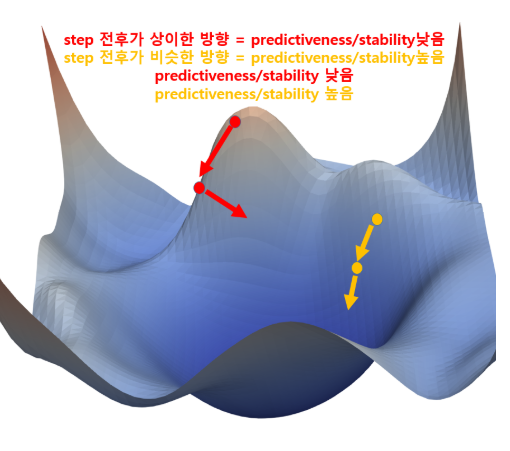 step 전후가 상이한 방향 = predictiveness/stability낮음
step 전후가 비슷한 방향 = predictiveness/stability높음
predictiveness/stability 낮음
predictiveness/stability 높음